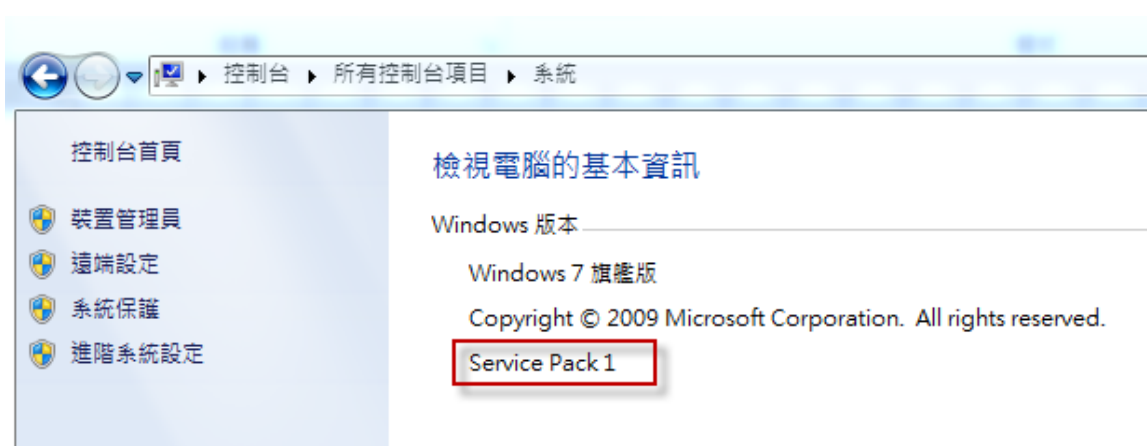 控制台 ▸ 所有控制台項目 ▸ 系統
控制台首頁
裝置管理員
遠端設定
系統保護
進階系統設定
檢視電腦的基本資訊
Windows 版本
Windows 7 旗艦版
Copyright © 2009 Microsoft Corporation. All rights reserved.
Service Pack 1